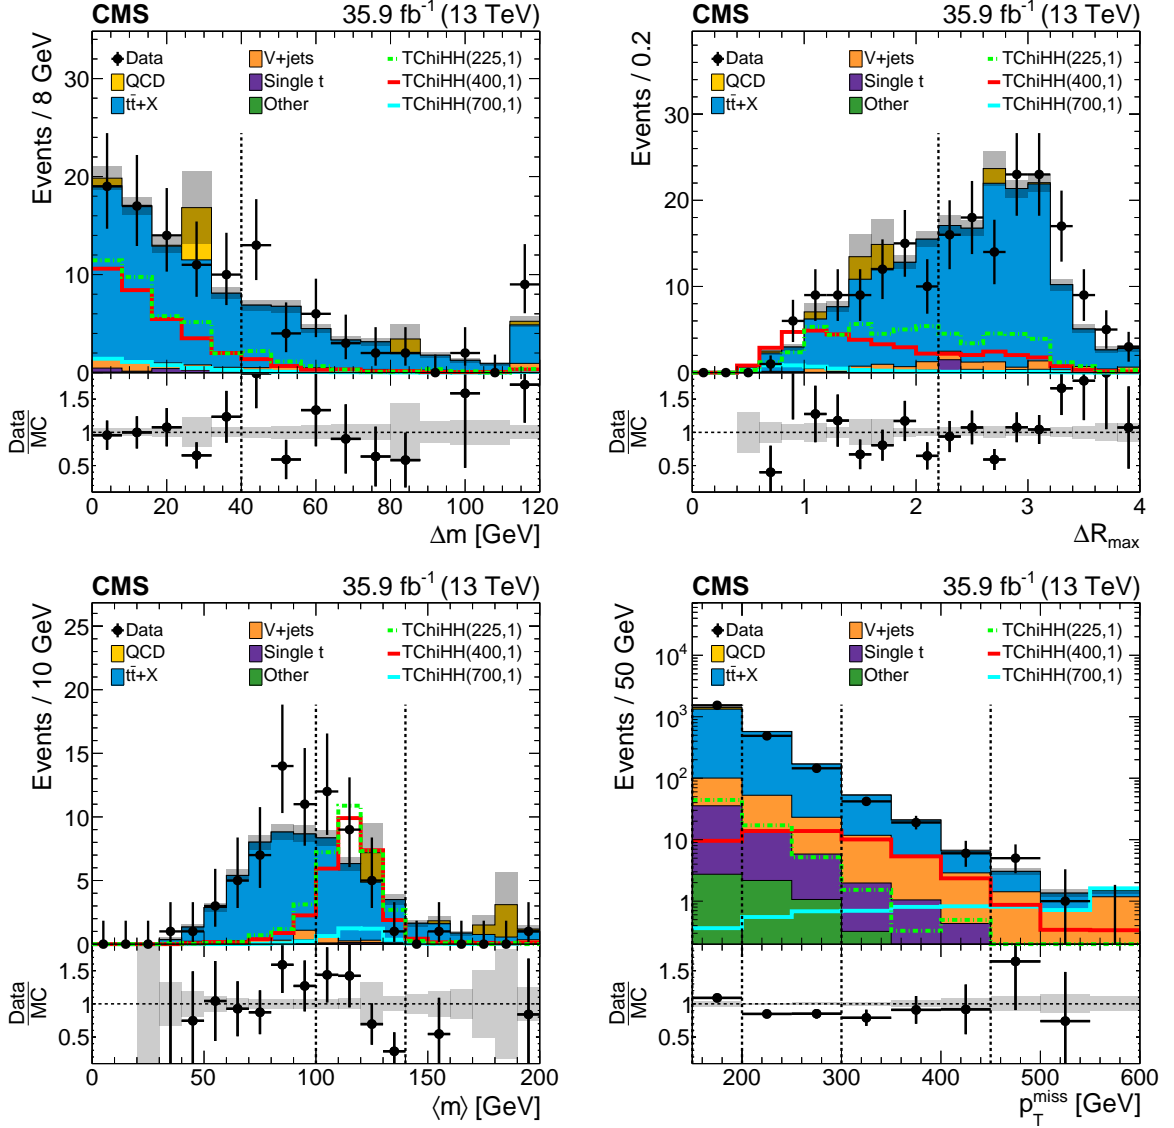 CMS 35.9 fb⁻¹ (13 TeV)
Events / 8 GeV
Data
QCD
tt̄+X
V+jets
Single t
Other
TChiHH(225,1)
TChiHH(400,1)
TChiHH(700,1)
30
20
10
0
Data
MC
1.5
1
0.5
0 20 40 60 80 100 120
Δm [GeV]
CMS 35.9 fb⁻¹ (13 TeV)
Events / 0.2
Data
QCD
tt̄+X
V+jets
Single t
Other
TChiHH(225,1)
TChiHH(400,1)
TChiHH(700,1)
30
20
10
0
Data
MC
1.5
1
0.5
0 1 2 3 4
ΔR_max
CMS 35.9 fb⁻¹ (13 TeV)
Events / 10 GeV
Data
QCD
tt̄+X
V+jets
Single t
Other
TChiHH(225,1)
TChiHH(400,1)
TChiHH(700,1)
25
20
15
10
5
0
Data
MC
1.5
1
0.5
0 50 100 150 200
⟨m⟩ [GeV]
CMS 35.9 fb⁻¹ (13 TeV)
Events / 50 GeV
Data
QCD
tt̄+X
V+jets
Single t
Other
TChiHH(225,1)
TChiHH(400,1)
TChiHH(700,1)
10⁴
10³
10²
10
1
Data
MC
1.5
1
0.5
200 300 400 500 600
p_T^miss [GeV]